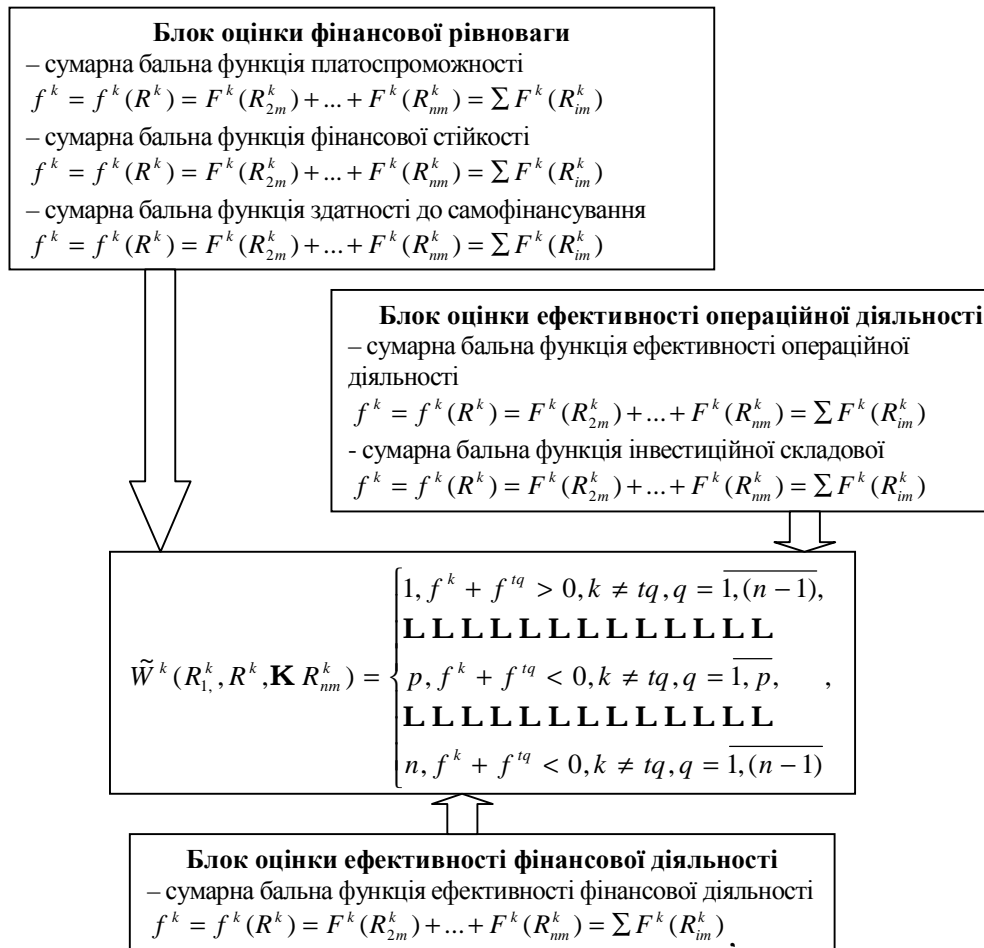 Блок оцінки фінансової рівноваги
– сумарна бальна функція платоспроможності
f^k = f^k(R^k) = F^k(R^k_{2m}) + ... + F^k(R^k_{nm}) = ∑ F^k(R^k_{im})
– сумарна бальна функція фінансової стійкості
f^k = f^k(R^k) = F^k(R^k_{2m}) + ... + F^k(R^k_{nm}) = ∑ F^k(R^k_{im})
– сумарна бальна функція здатності до самофінансування
f^k = f^k(R^k) = F^k(R^k_{2m}) + ... + F^k(R^k_{nm}) = ∑ F^k(R^k_{im})
Блок оцінки ефективності операційної діяльності
– сумарна бальна функція ефективності операційної
діяльності
f^k = f^k(R^k) = F^k(R^k_{2m}) + ... + F^k(R^k_{nm}) = ∑ F^k(R^k_{im})
- сумарна бальна функція інвестиційної складової
f^k = f^k(R^k) = F^k(R^k_{2m}) + ... + F^k(R^k_{nm}) = ∑ F^k(R^k_{im})
1, f^k + f^{tq} > 0, k ≠ tq, q = \overline{1, (n − 1)},
L L L L L L L L L L L L L
W̃^k(R^k_{1,}, R^k, K R^k_{nm}) = { p, f^k + f^{tq} < 0, k ≠ tq, q = \overline{1, p}, ,
L L L L L L L L L L L L L
n, f^k + f^{tq} < 0, k ≠ tq, q = \overline{1, (n − 1)}
Блок оцінки ефективності фінансової діяльності
– сумарна бальна функція ефективності фінансової діяльності
f^k = f^k(R^k) = F^k(R^k_{2m}) + ... + F^k(R^k_{nm}) = ∑ F^k(R^k_{im}) ,